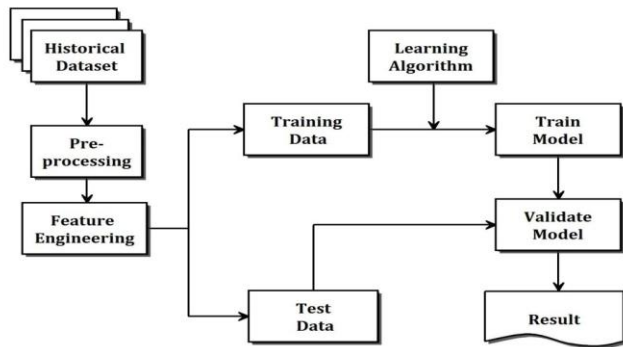 Historical
Dataset
Pre-
processing
Feature
Engineering
Training
Data
Learning
Algorithm
Train
Model
Validate
Model
Test
Data
Result